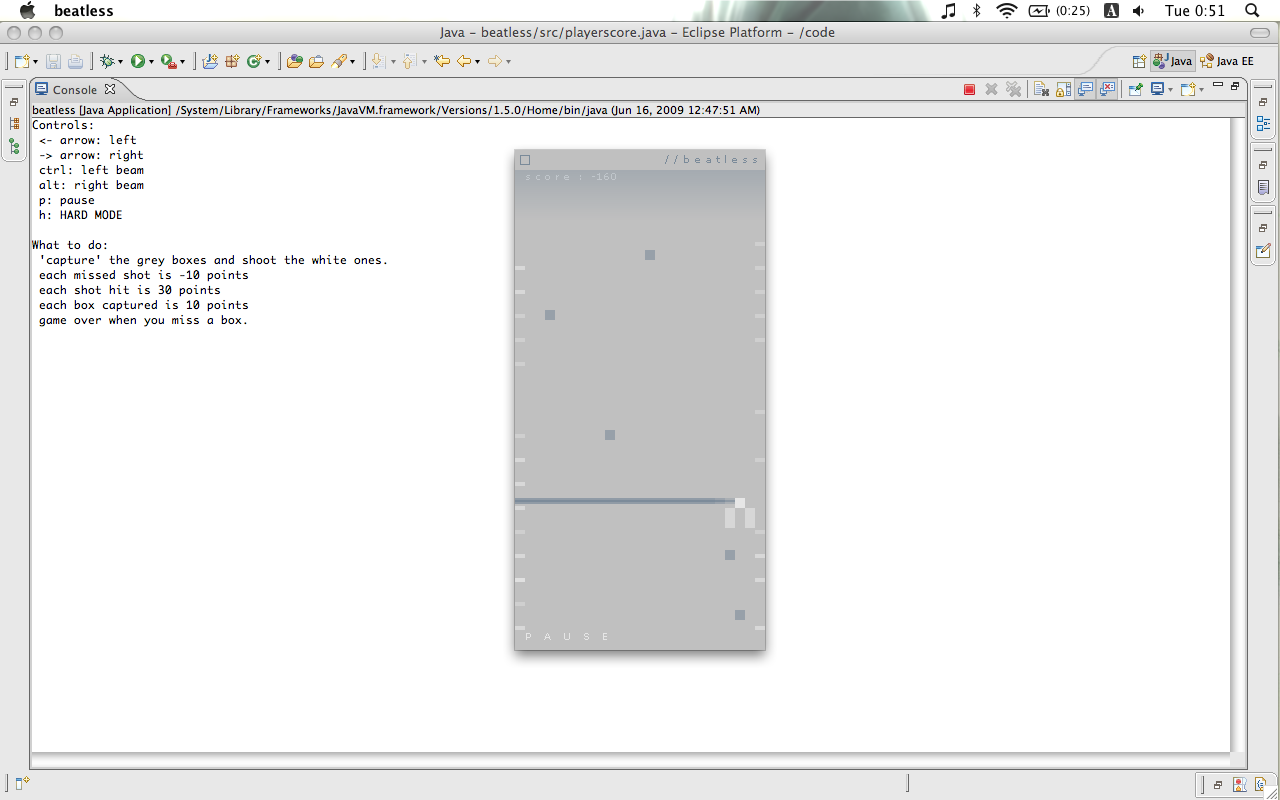 beatless
(0:25)
A
Tue 0:51
Java – beatless/src/playerscore.java – Eclipse Platform – /code
Java
Java EE
Console
beatless [Java Application] /System/Library/Frameworks/JavaVM.framework/Versions/1.5.0/Home/bin/java (Jun 16, 2009 12:47:51 AM)
Controls:
<- arrow: left
-> arrow: right
ctrl: left beam
alt: right beam
p: pause
h: HARD MODE
What to do:
'capture' the grey boxes and shoot the white ones.
each missed shot is -10 points
each shot hit is 30 points
each box captured is 10 points
game over when you miss a box.
//beatless
score: -160
PAUSE